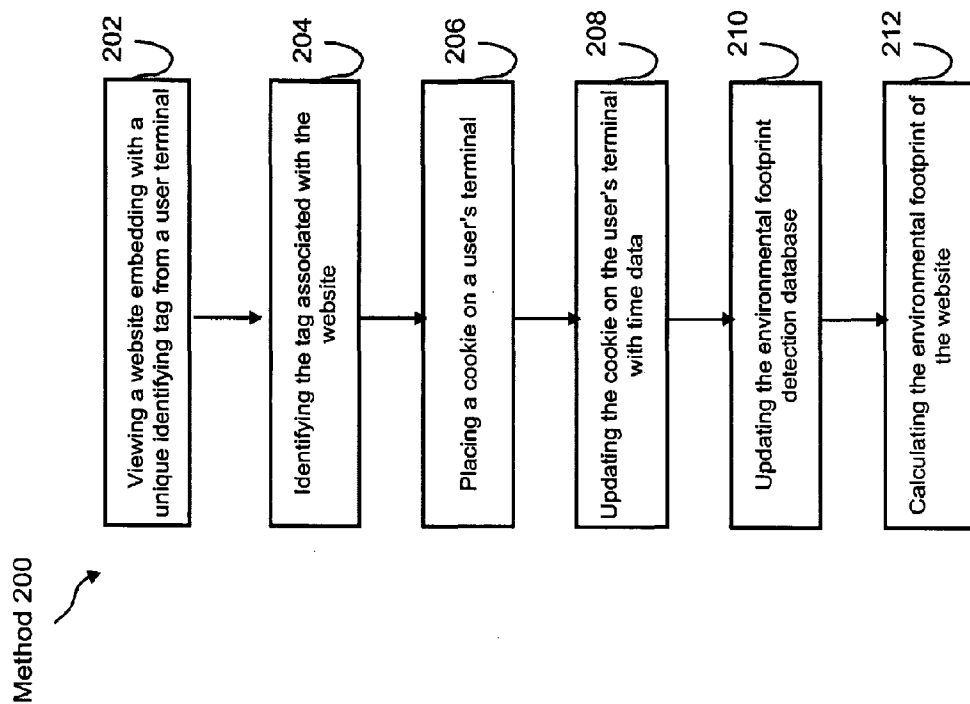 Method 200
202
Viewing a website embedding with a
unique identifying tag from a user terminal
204
Identifying the tag associated with the
website
206
Placing a cookie on a user's terminal
208
Updating the cookie on the user's terminal
with time data
210
Updating the environmental footprint
detection database
212
Calculating the environmental footprint of
the website